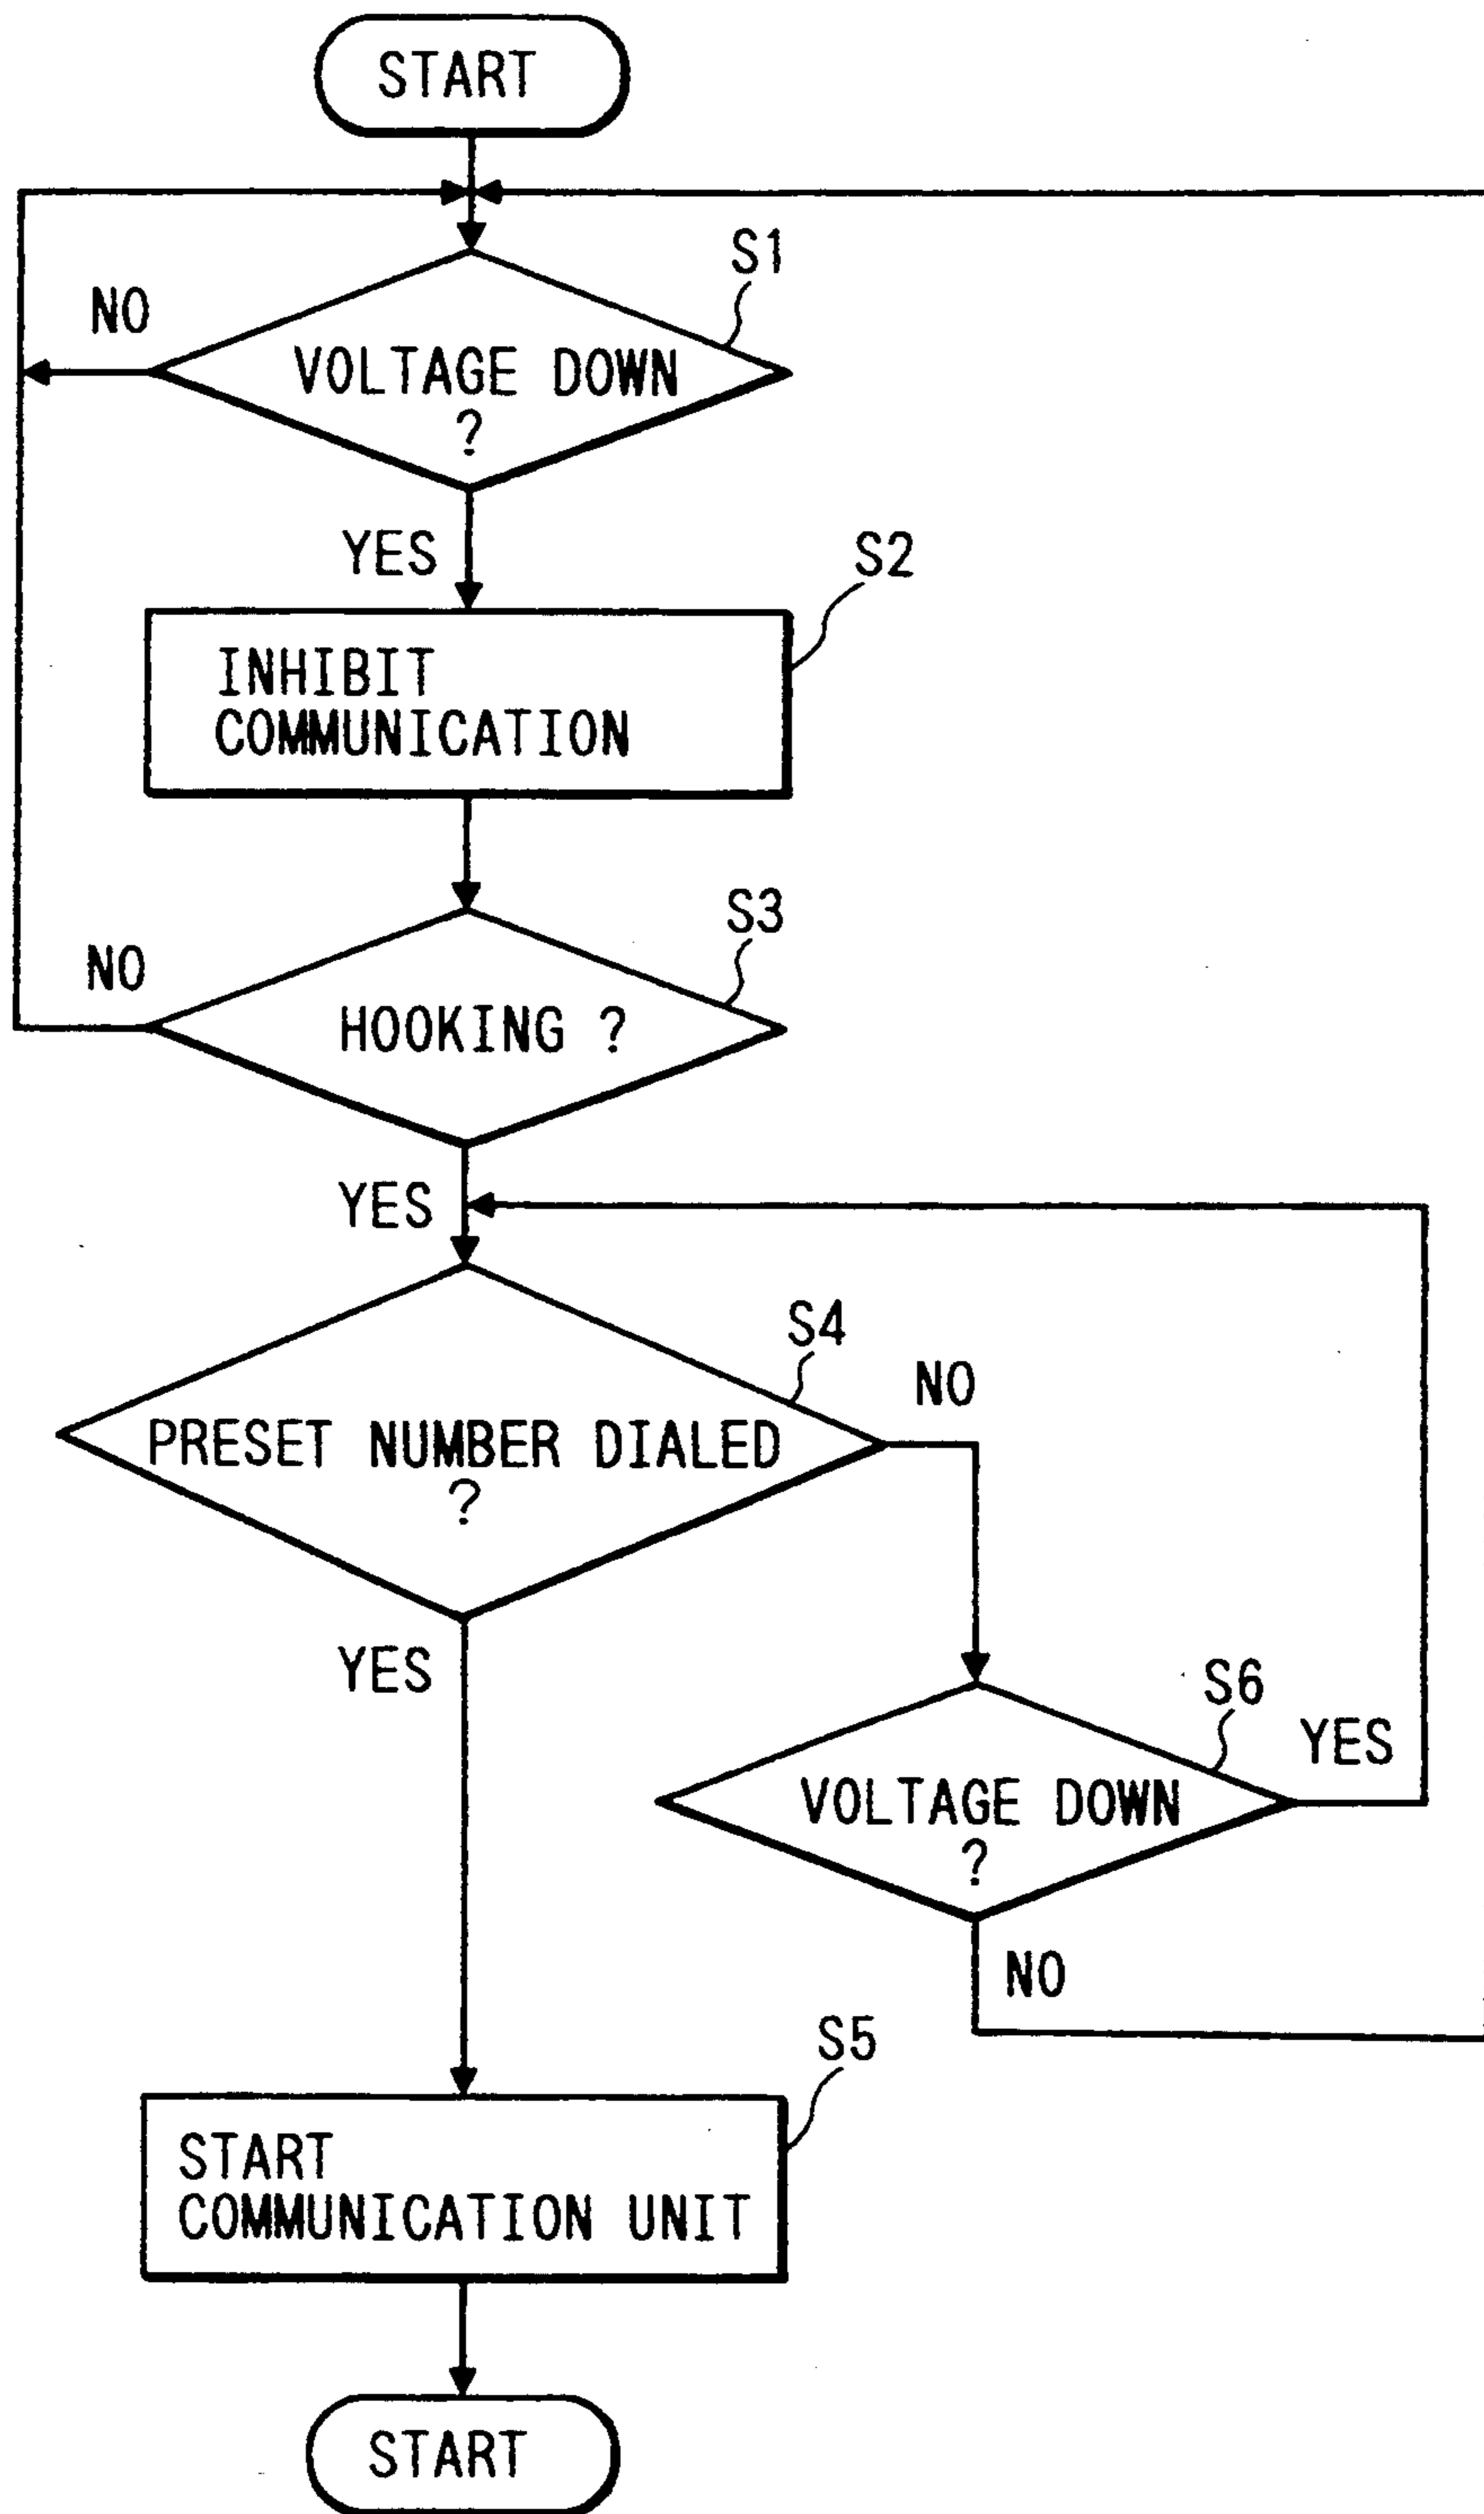 START
S1
NO
VOLTAGE DOWN
?
YES
S2
INHIBIT
COMMUNICATION
S3
NO
HOOKING ?
YES
S4
NO
PRESET NUMBER DIALED
?
YES
S6
YES
VOLTAGE DOWN
?
NO
S5
START
COMMUNICATION UNIT
START